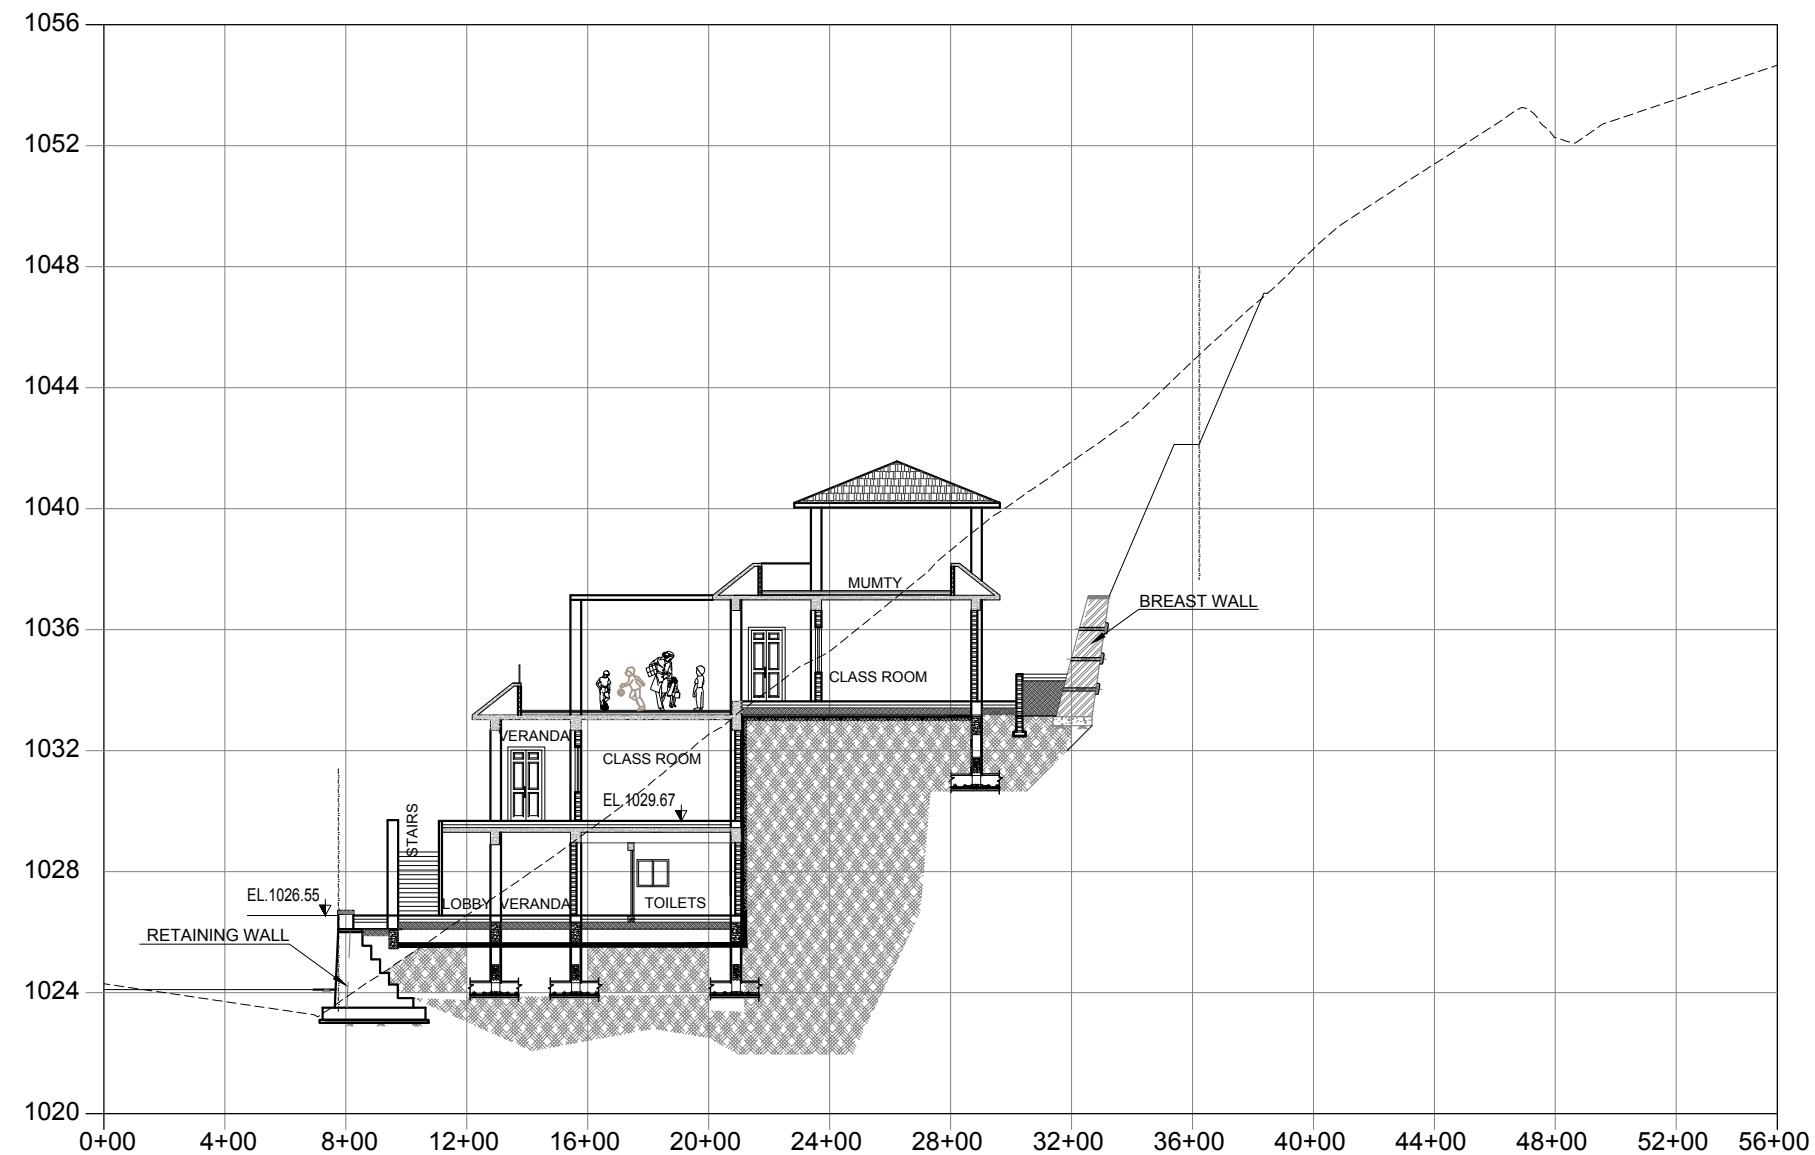 1056
1052
1048
1044
1040
MUMTY
BREAST WALL
1036
CLASS ROOM
VERANDA
1032
CLASS ROOM
EL.1029.67
STAIRS
1028
EL.1026.55
LOBBY VERANDA
TOILETS
RETAINING WALL
1024
1020
0+00 4+00 8+00 12+00 16+00 20+00 24+00 28+00 32+00 36+00 40+00 44+00 48+00 52+00 56+00